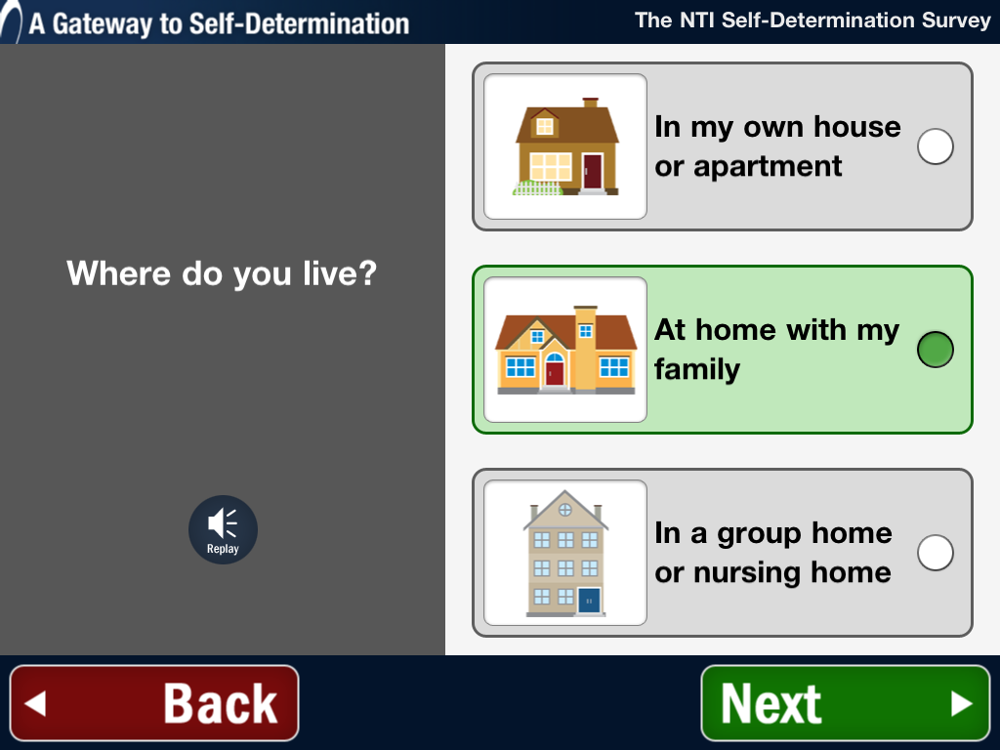 A Gateway to Self-Determination
The NTI Self-Determination Survey
Where do you live?
Replay
In my own house
or apartment
At home with my
family
In a group home
or nursing home
Back
Next